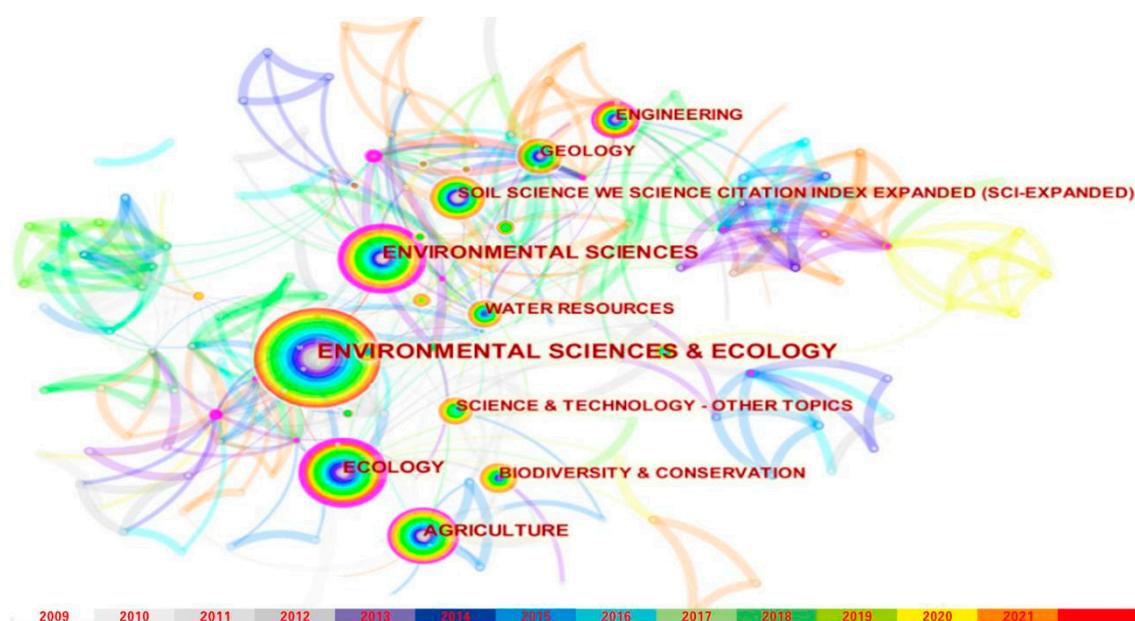 ENGINEERING
GEOLOGY
SOIL SCIENCE WE SCIENCE CITATION INDEX EXPANDED (SCI-EXPANDED)
ENVIRONMENTAL SCIENCES
WATER RESOURCES
ENVIRONMENTAL SCIENCES & ECOLOGY
SCIENCE & TECHNOLOGY - OTHER TOPICS
ECOLOGY
BIODIVERSITY & CONSERVATION
AGRICULTURE
2009 2010 2011 2012 2013 2014 2015 2016 2017 2018 2019 2020 2021